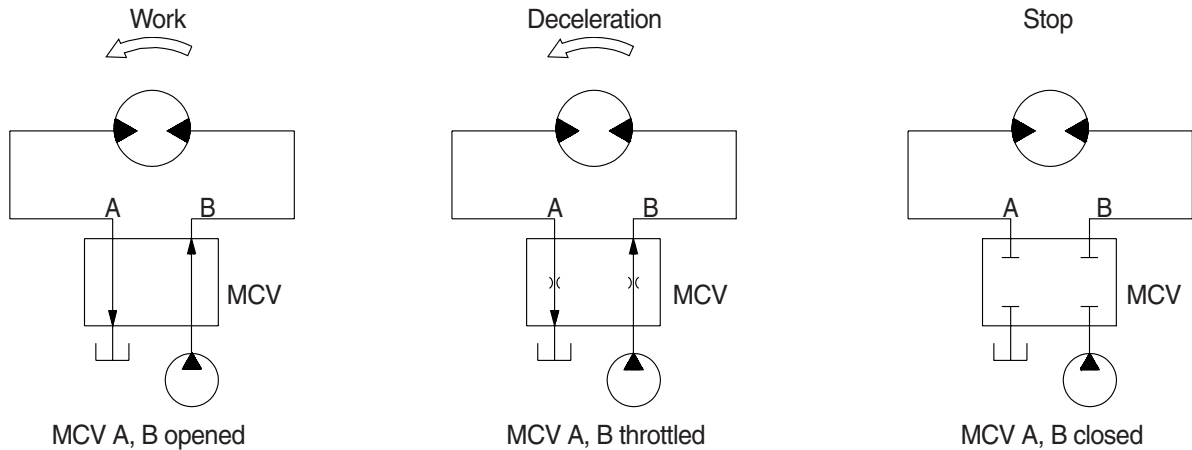 Work
Deceleration
Stop
A
B
A
B
A
B
MCV
MCV
MCV
MCV A, B opened
MCV A, B throttled
MCV A, B closed